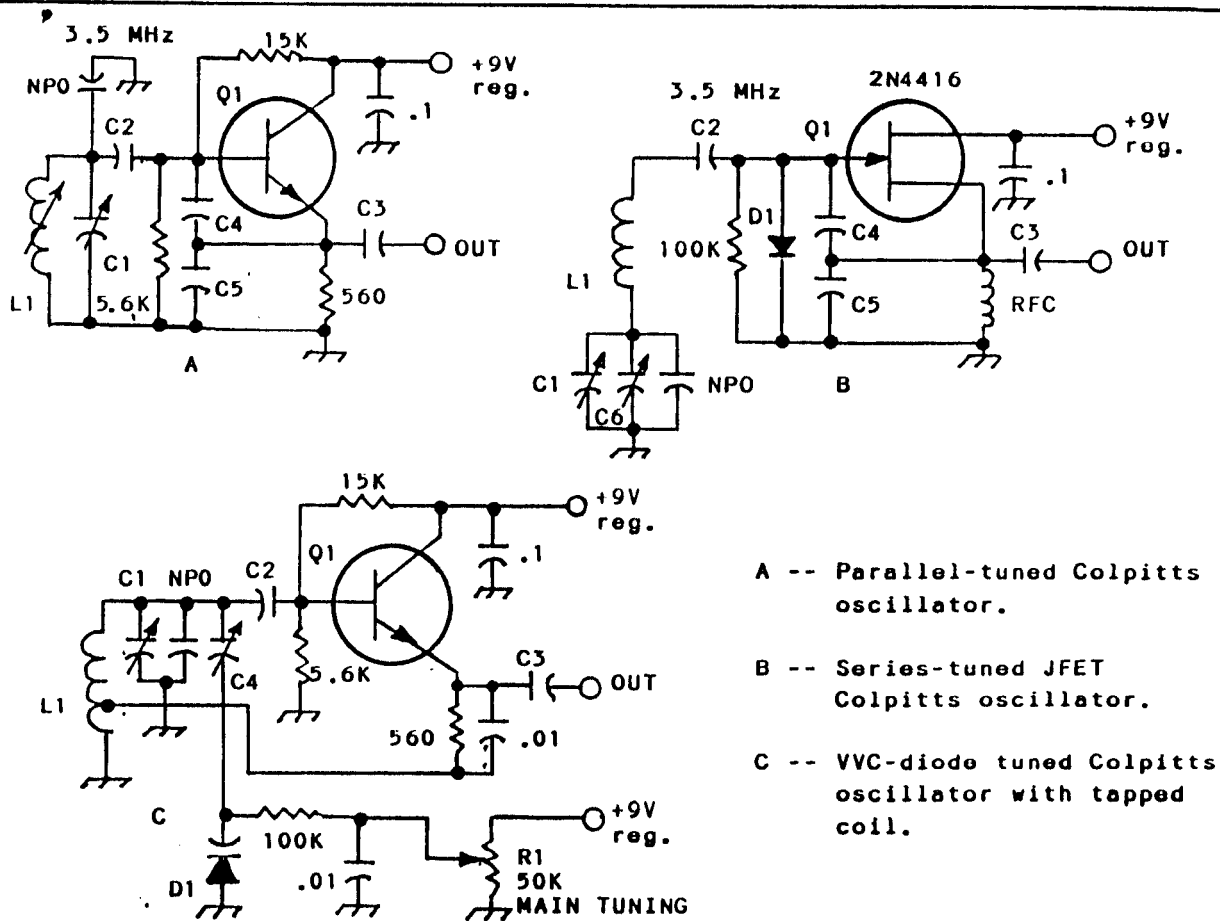 3.5 MHz
15K
+9V
reg.
NPO
Q1
.1
C2
C4
C3
OUT
C1
L1
5.6K
C5
560
A
2N4416
3.5 MHz
C2
Q1
+9V
reg.
.1
D1
100K
C4
C3
OUT
L1
C5
RFC
C1
C6
NPO
B
15K
+9V
reg.
Q1
.1
C1 NPO
C2
5.6K
C4
C3
OUT
L1
560
.01
C
100K
+9V
reg.
D1
.01
R1
50K
MAIN TUNING
A -- Parallel-tuned Colpitts
oscillator.
B -- Series-tuned JFET
Colpitts oscillator.
C -- VVC-diode tuned Colpitts
oscillator with tapped
coil.